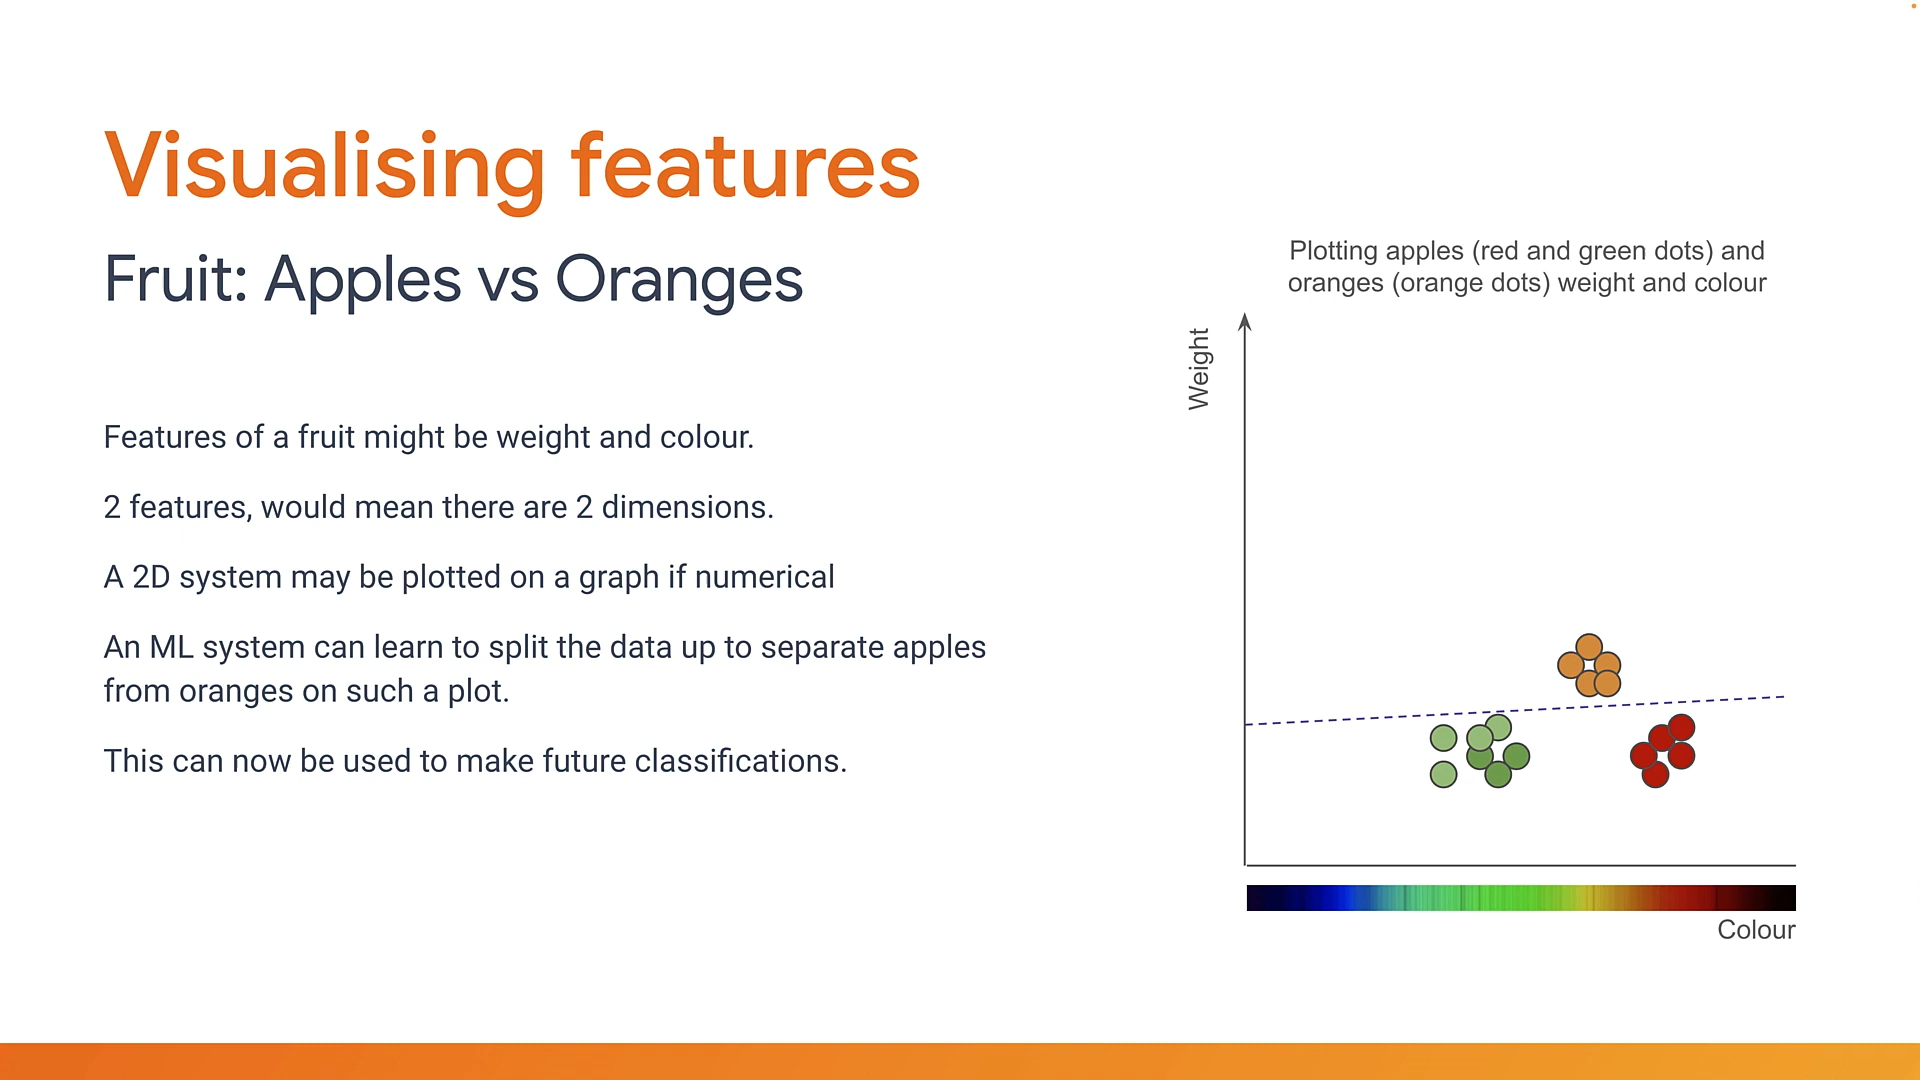 Visualising features
Fruit: Apples vs Oranges
Features of a fruit might be weight and colour.
2 features, would mean there are 2 dimensions.
A 2D system may be plotted on a graph if numerical
An ML system can learn to split the data up to separate apples
from oranges on such a plot.
This can now be used to make future classifications.
Plotting apples (red and green dots) and
oranges (orange dots) weight and colour
Weight
Colour